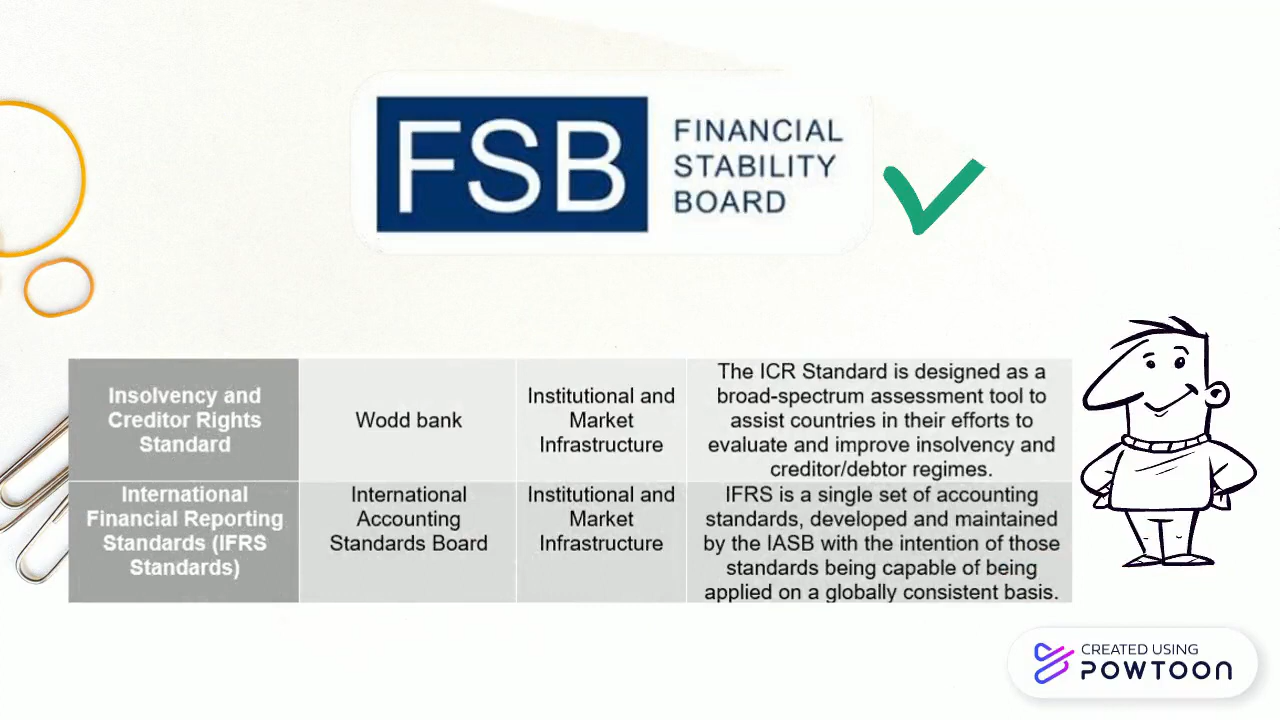 FSB
FINANCIAL
STABILITY
BOARD
Insolvency and
Creditor Rights
Standard
Wodd bank
Institutional and
Market
Infrastructure
The ICR Standard is designed as a
broad-spectrum assessment tool to
assist countries in their efforts to
evaluate and improve insolvency and
creditor/debtor regimes.
International
Financial Reporting
Standards (IFRS
Standards)
International
Accounting
Standards Board
Institutional and
Market
Infrastructure
IFRS is a single set of accounting
standards, developed and maintained
by the IASB with the intention of those
standards being capable of being
applied on a globally consistent basis.
CREATED USING
POWTOON